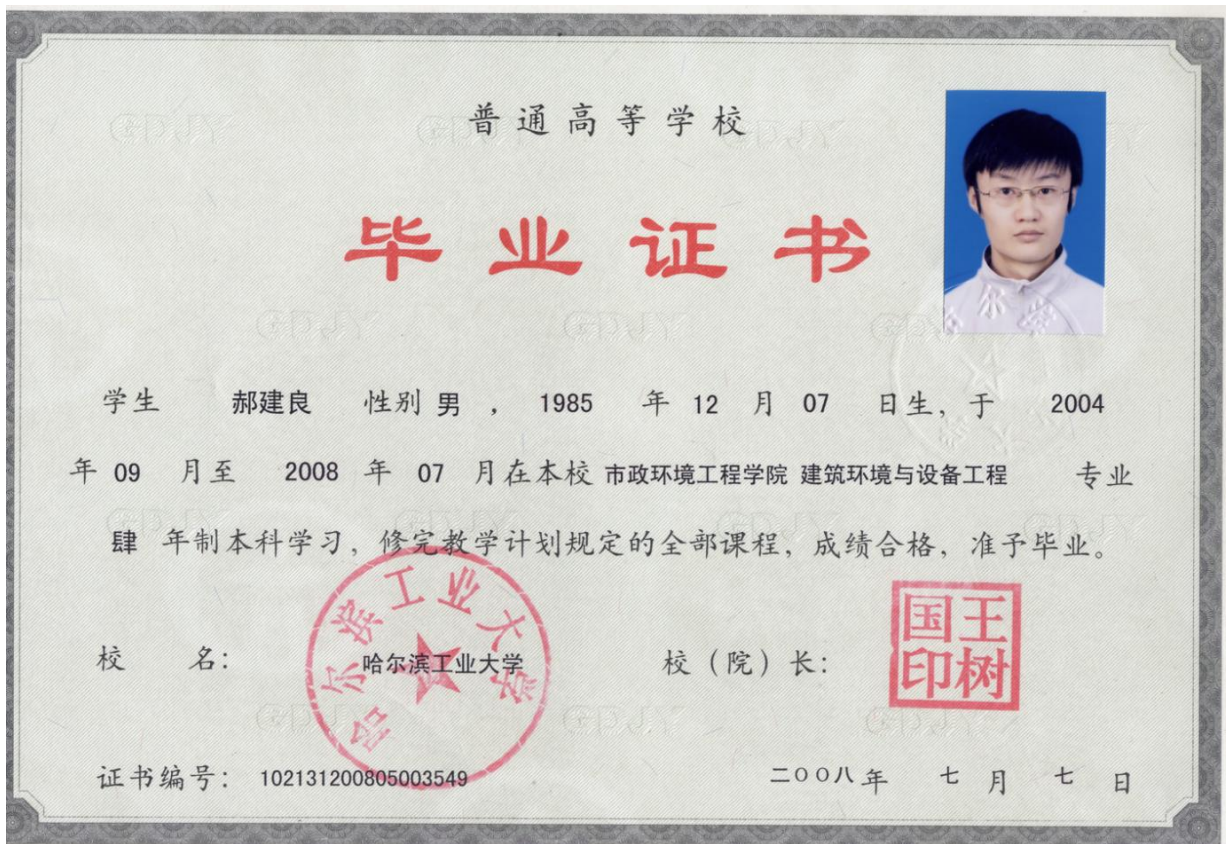 普通高等学校
毕业证书
学生 郝建良 性别 男 ， 1985 年 12 月 07 日生，于 2004
年 09 月至 2008 年 07 月在本校 市政环境工程学院 建筑环境与设备工程 专业
肆 年制本科学习，修完教学计划规定的全部课程，成绩合格，准予毕业。
校 名： 哈尔滨工业大学 校（院）长：
哈尔滨工业大学
王树国印
证书编号： 102131200805003549 二〇〇八年 七 月 七 日